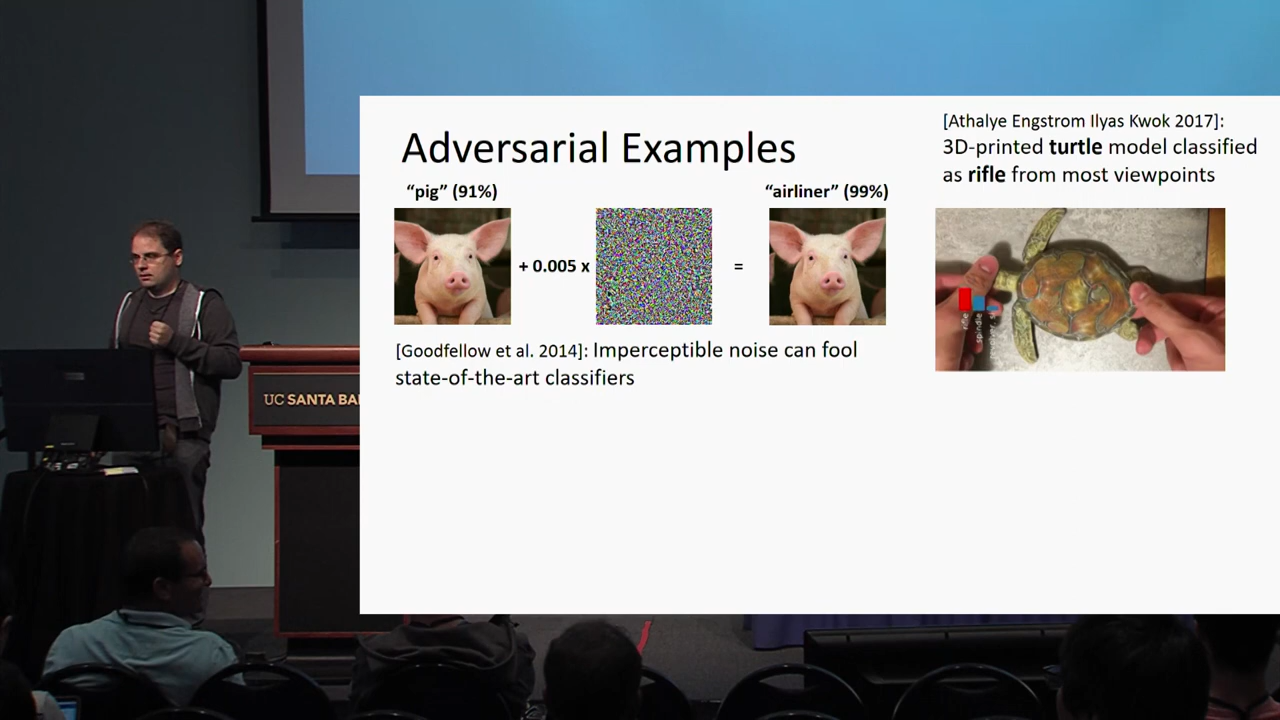 Adversarial Examples
“pig” (91%)
“airliner” (99%)
+ 0.005 x
=
[Goodfellow et al. 2014]: Imperceptible noise can fool
state-of-the-art classifiers
[Athalye Engstrom Ilyas Kwok 2017]:
3D-printed turtle model classified
as rifle from most viewpoints
rifle
spindle
UC SANTA BA